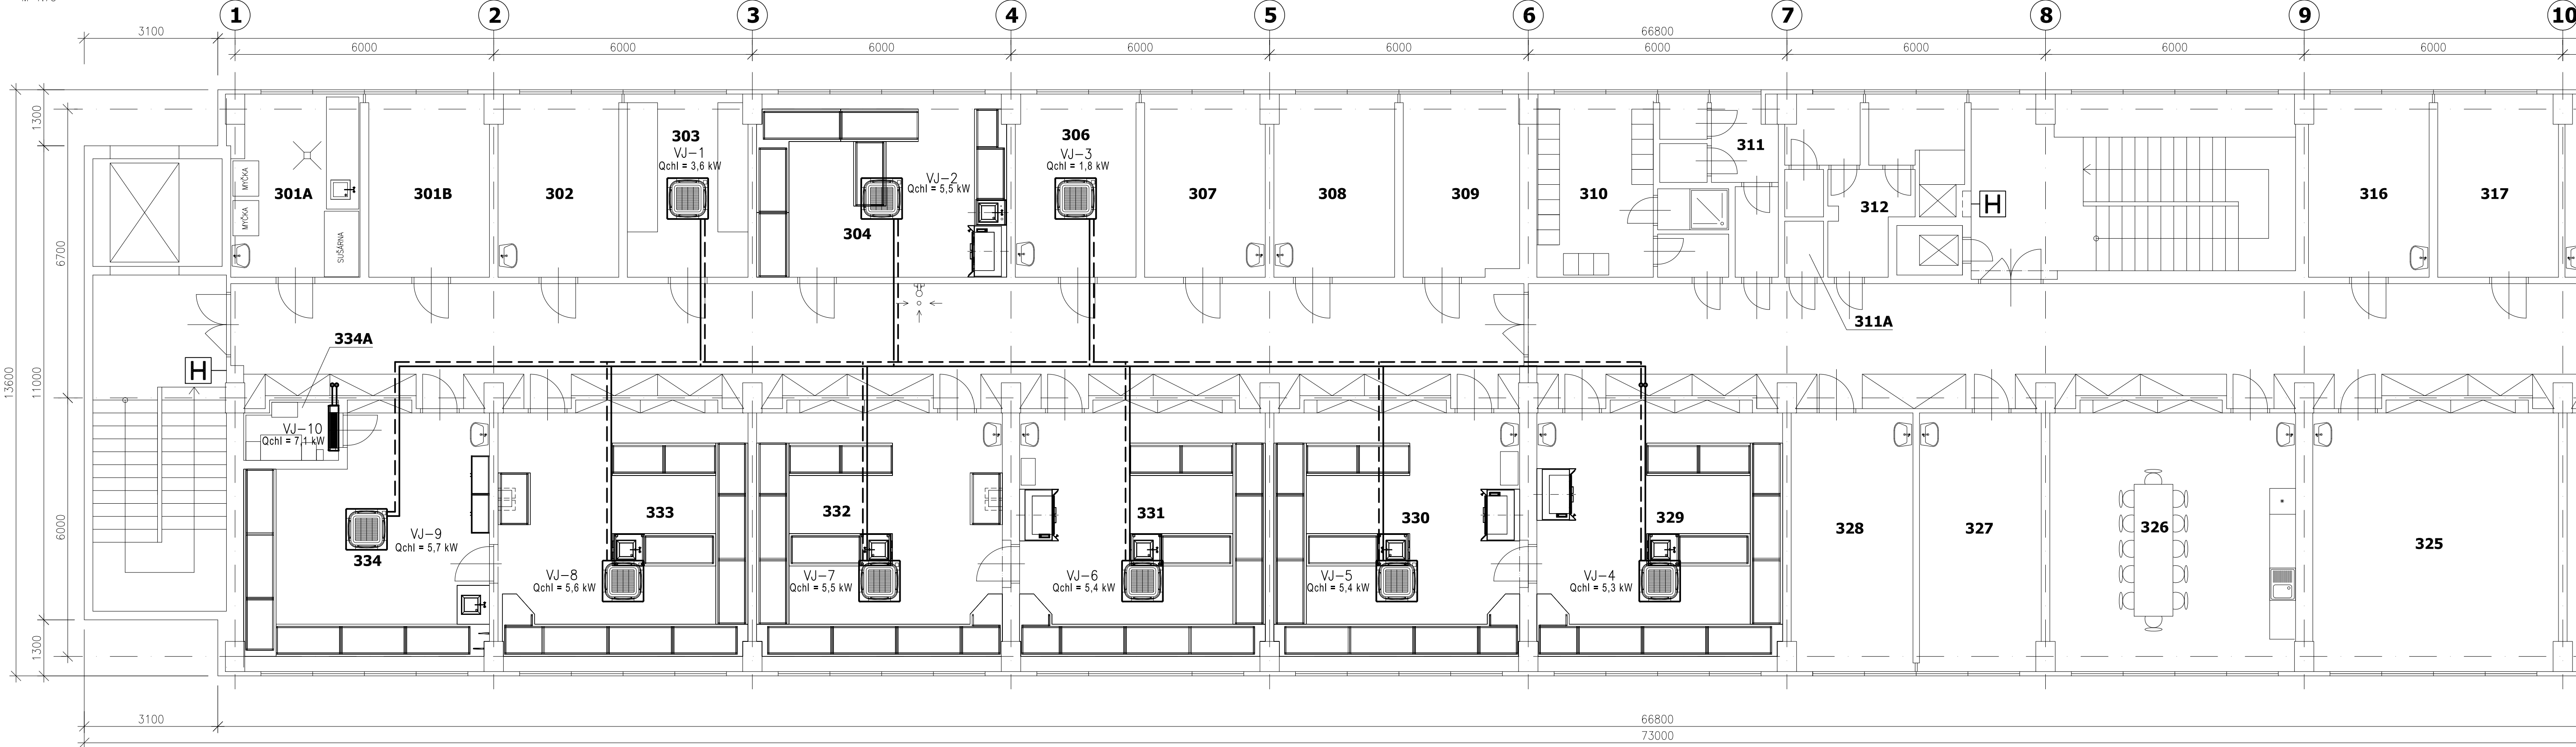 1 2 3 4 5 6 7 8 9 10
3100 66800
6000 6000 6000 6000 6000 6000 6000 6000 6000
1300
6700
13600
11000
6000
1300
301A
MYČKA
MYČKA
SUŠÁRNA
301B
302
303
VJ-1
Qchl = 3,6 kW
304
VJ-2
Qchl = 5,5 kW
306
VJ-3
Qchl = 1,8 kW
307
308
309
310
311
312
H
316
317
311A
334A
H
VJ-10
Qchl = 7,1 kW
VJ-9
Qchl = 5,7 kW
334
333
VJ-8
Qchl = 5,6 kW
332
VJ-7
Qchl = 5,5 kW
331
VJ-6
Qchl = 5,4 kW
330
VJ-5
Qchl = 5,4 kW
329
VJ-4
Qchl = 5,3 kW
328
327
326
325
3100 66800
73000